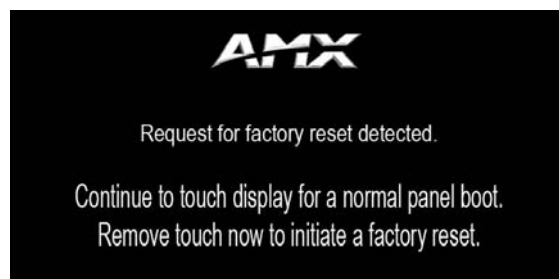 AMX
Request for factory reset detected.
Continue to touch display for a normal panel boot.
Remove touch now to initiate a factory reset.